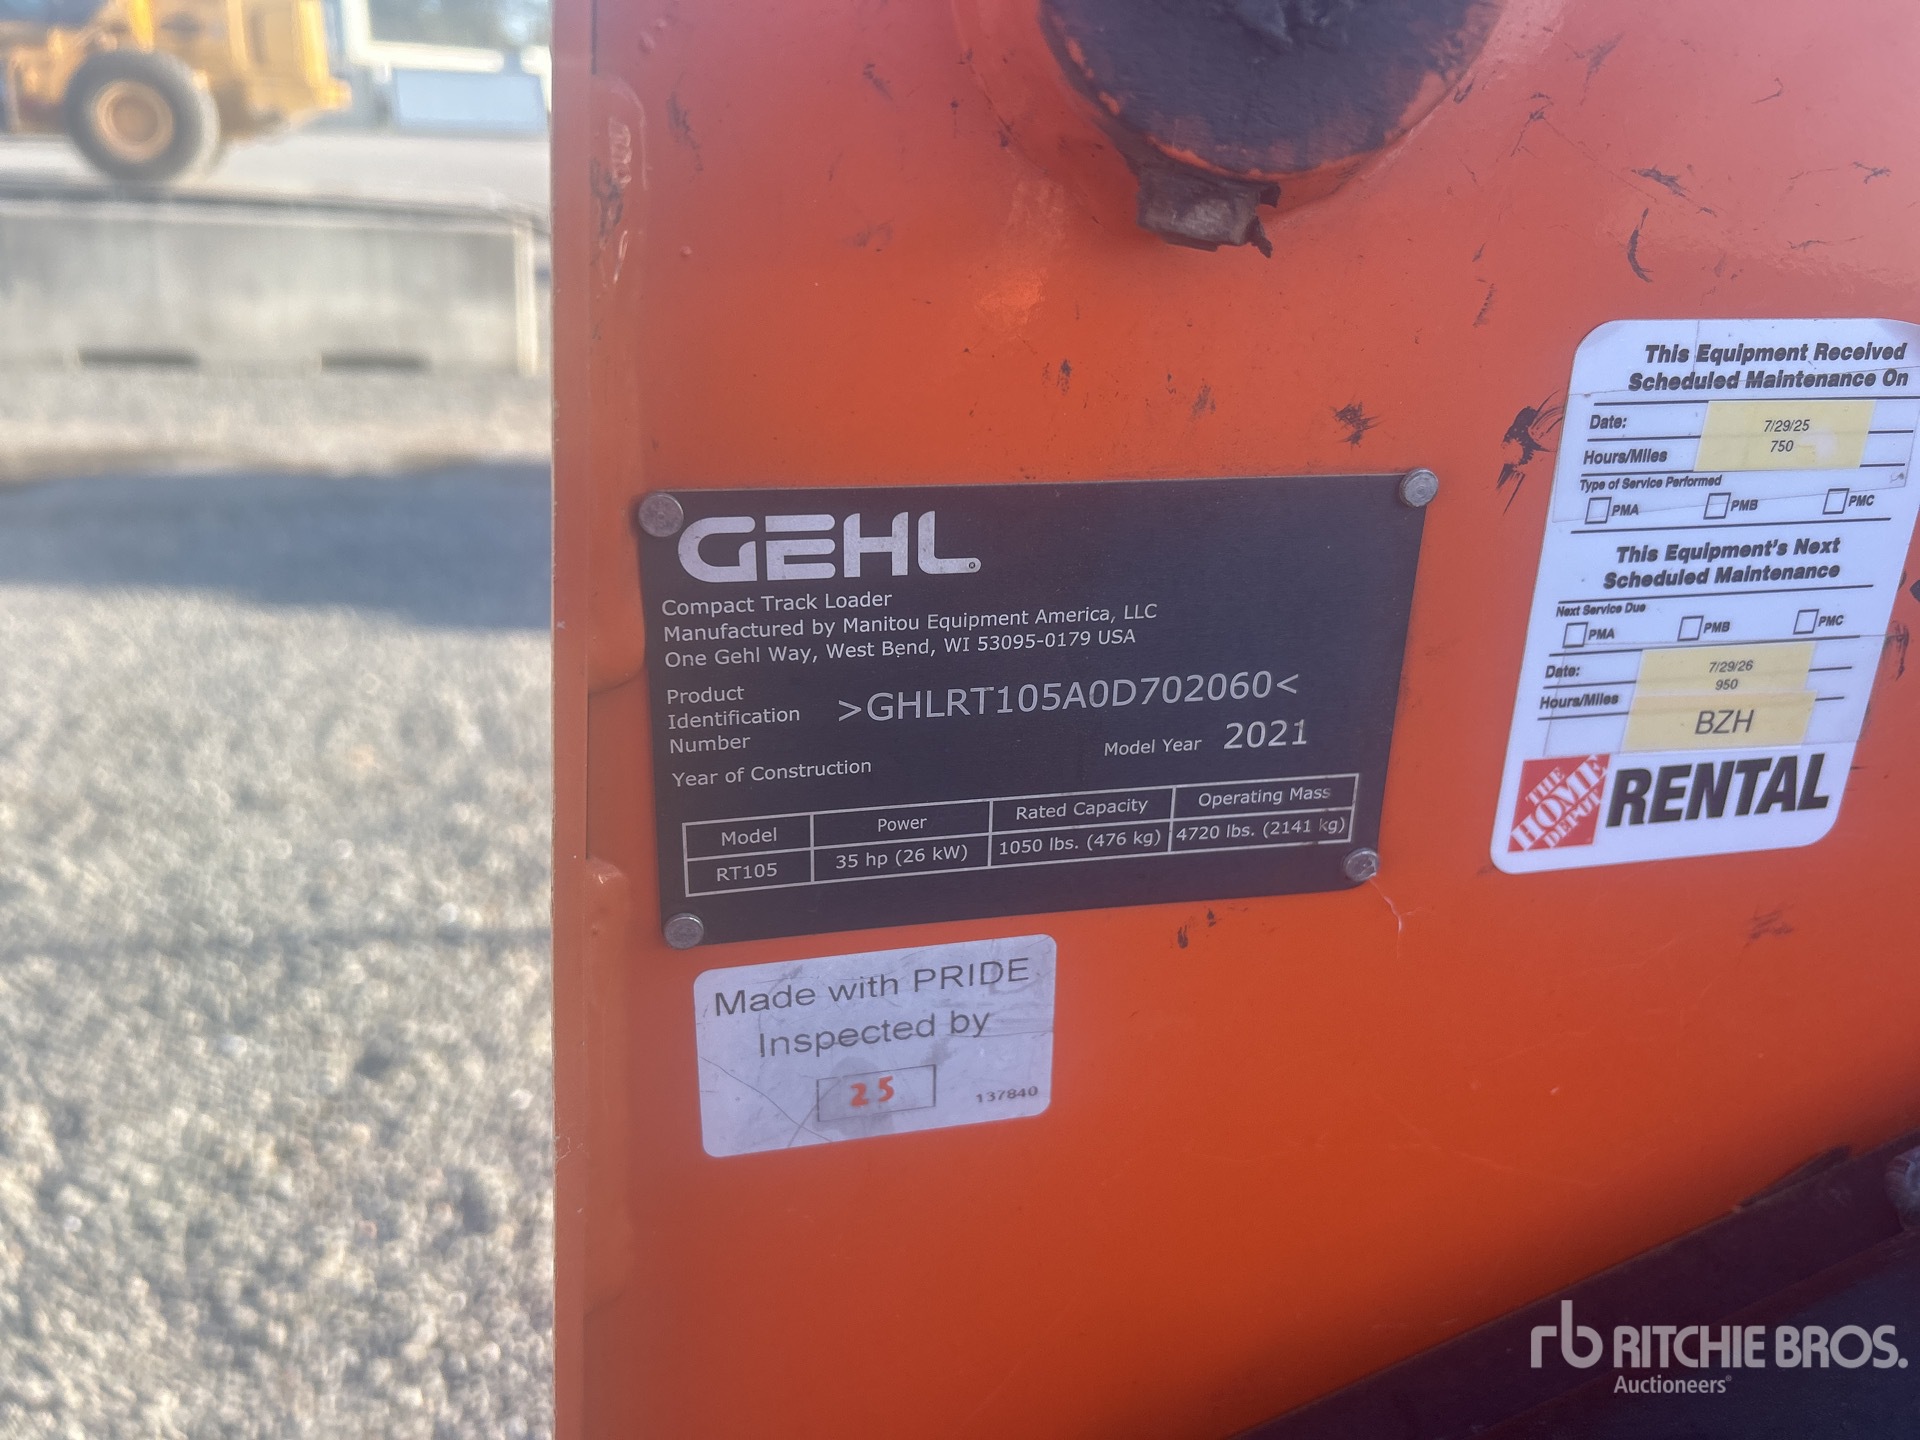 GEHL®
Compact Track Loader
Manufactured by Manitou Equipment America, LLC
One Gehl Way, West Bend, WI 53095-0179 USA
Product
Identification
Number
>GHLRT105A0D702060<
Model Year 2021
Year of Construction
Model Power Rated Capacity Operating Mass
RT105 35 hp (26 kW) 1050 lbs. (476 kg) 4720 lbs. (2141 kg)
Made with PRIDE
Inspected by
25
137840
This Equipment Received
Scheduled Maintenance On
Date: 7/29/25
Hours/Miles 750
Type of Service Performed
PMA PMB PMC
This Equipment's Next
Scheduled Maintenance
Next Service Due
PMA PMB PMC
Date: 7/29/26
Hours/Miles 950
BZH
THE HOME DEPOT RENTAL
rb RITCHIE BROS.
Auctioneers®